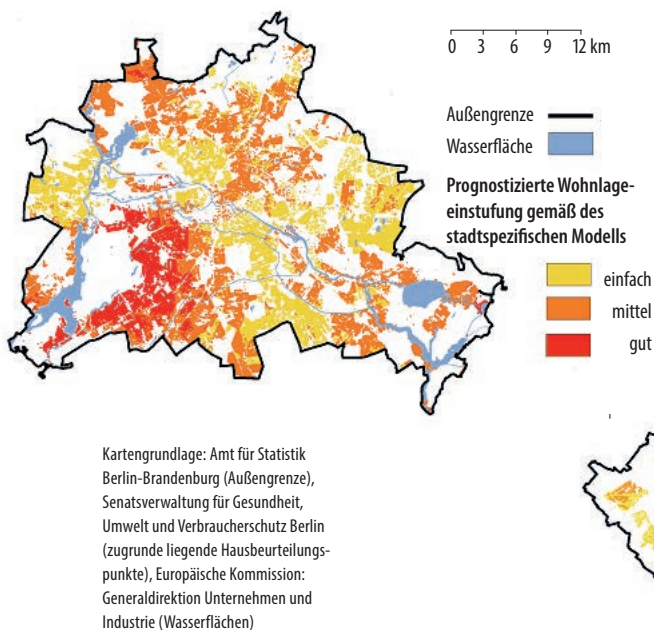 0 3 6 9 12 km
Außengrenze
Wasserfläche
Prognostizierte Wohnlage-
einstufung gemäß des
stadtspezifischen Modells
einfach
mittel
gut
Kartengrundlage: Amt für Statistik
Berlin-Brandenburg (Außengrenze),
Senatsverwaltung für Gesundheit,
Umwelt und Verbraucherschutz Berlin
(zugrunde liegende Hausbeurteilungs-
punkte), Europäische Kommission:
Generaldirektion Unternehmen und
Industrie (Wasserflächen)